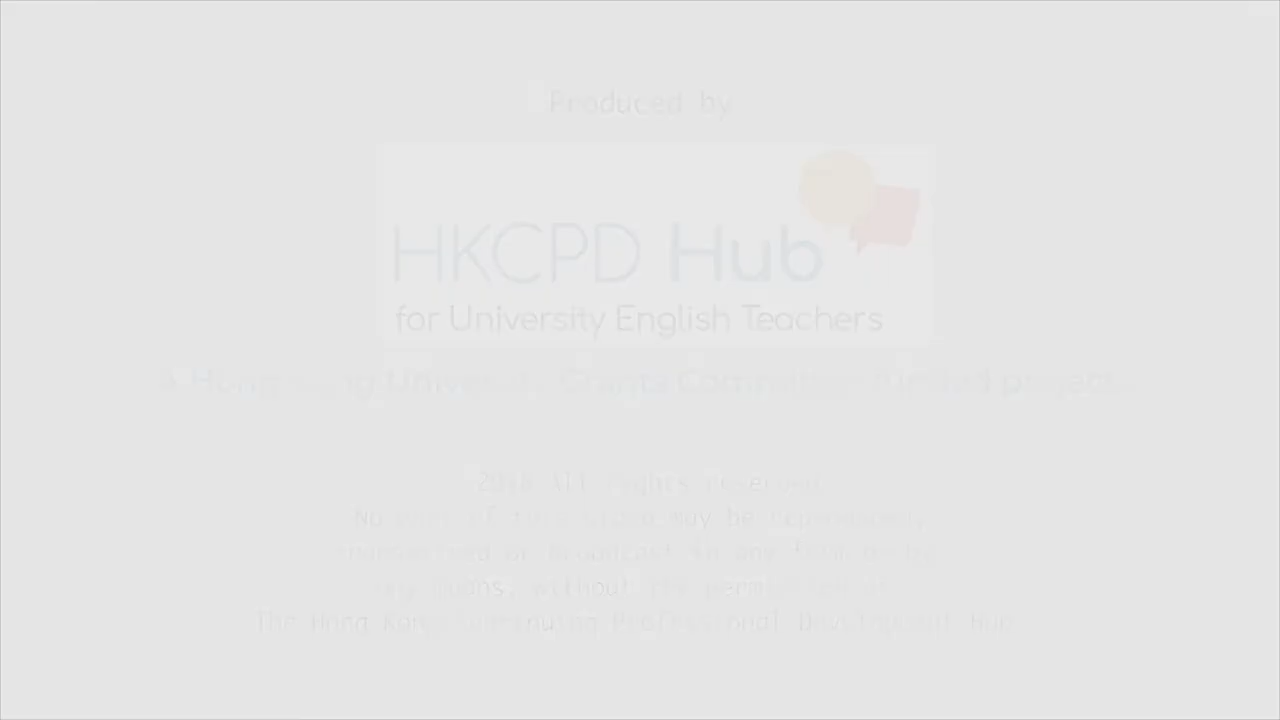 Produced by
HKCPD Hub
for University English Teachers
A Hong Kong University Grants Committee funded project
2018 All rights reserved
No part of this video may be reproduced,
transmitted or broadcast in any form or by
any means, without the permission of
The Hong Kong Continuing Professional Development Hub